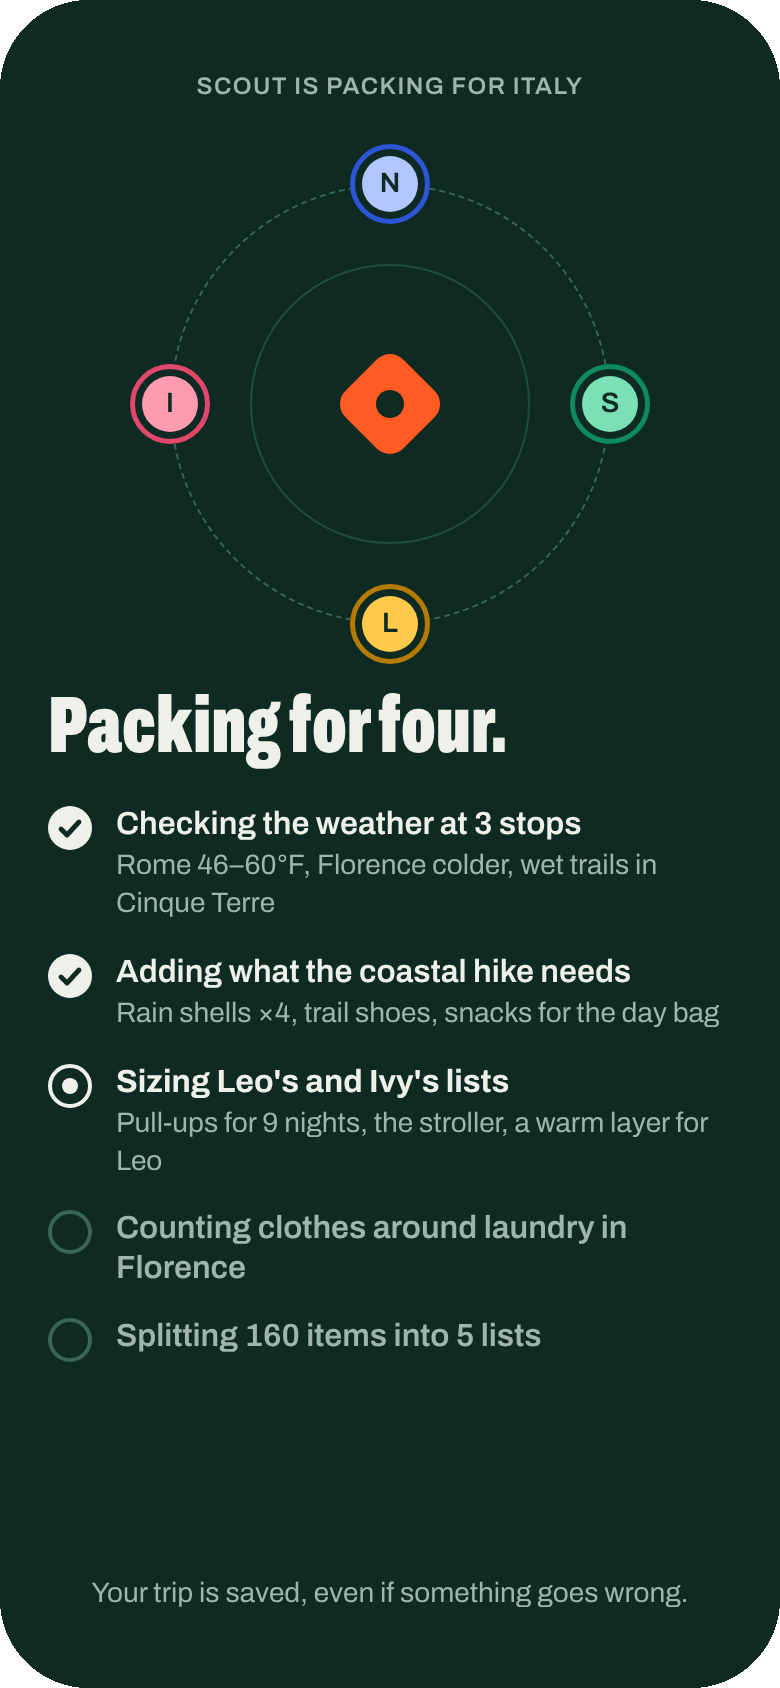 SCOUT IS PACKING FOR ITALY
N
I
S
L
Packing for four.
Checking the weather at 3 stops
Rome 46–60°F, Florence colder, wet trails in
Cinque Terre
Adding what the coastal hike needs
Rain shells ×4, trail shoes, snacks for the day bag
Sizing Leo's and Ivy's lists
Pull-ups for 9 nights, the stroller, a warm layer for
Leo
Counting clothes around laundry in
Florence
Splitting 160 items into 5 lists
Your trip is saved, even if something goes wrong.